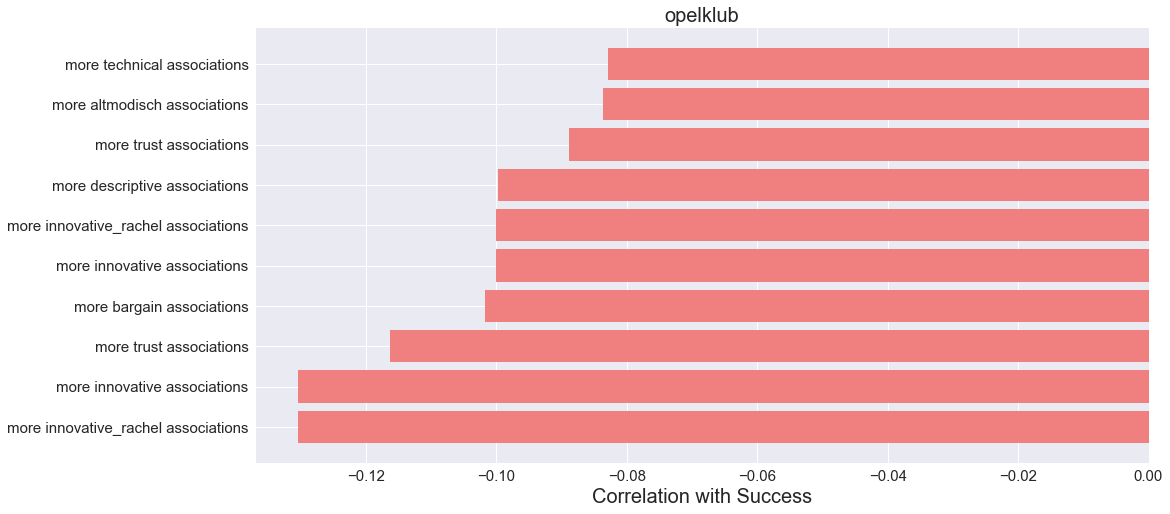 opelklub
more technical associations
more altmodisch associations
more trust associations
more descriptive associations
more innovative_rachel associations
more innovative associations
more bargain associations
more trust associations
more innovative associations
more innovative_rachel associations
−0.12 −0.10 −0.08 −0.06 −0.04 −0.02 0.00
Correlation with Success